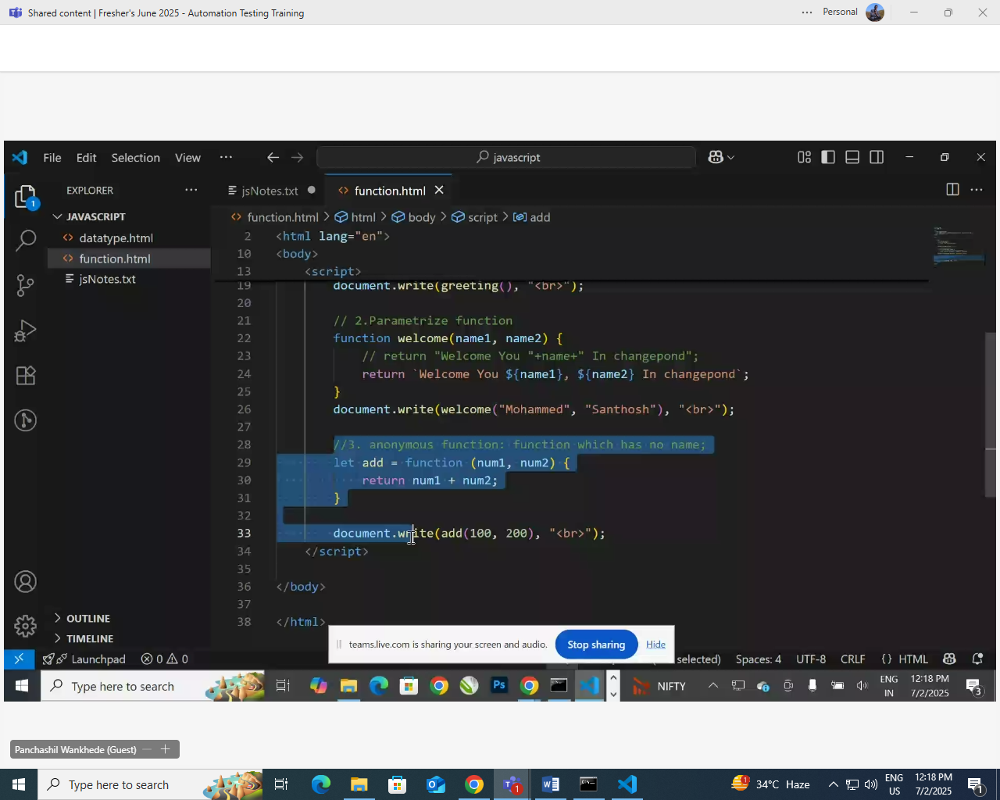 Shared content | Fresher's June 2025 - Automation Testing Training
Personal
File Edit Selection View
javascript
EXPLORER
jsNotes.txt
function.html
JAVASCRIPT
function.html > html > body > script > add
datatype.html
function.html
jsNotes.txt
2 <html lang="en">
10 <body>
13 <script>
19 document.write(greeting(), "<br>");
20
21 // 2.Parametrize function
22 function welcome(name1, name2) {
23 // return "Welcome You "+name+" In changepond";
24 return `Welcome You ${name1}, ${name2} In changepond`;
25 }
26 document.write(welcome("Mohammed", "Santhosh"), "<br>");
27
28 //3. anonymous function: function which has no name;
29 let add = function (num1, num2) {
30 return num1 + num2;
31 }
32
33 document.write(add(100, 200), "<br>");
34 </script>
35
36 </body>
37
38 </html>
OUTLINE
TIMELINE
1
teams.live.com is sharing your screen and audio.
Stop sharing
Hide
Launchpad 0 0
selected) Spaces: 4 UTF-8 CRLF {} HTML
Type here to search
Ps
NIFTY
ENG
IN
12:18 PM
7/2/2025
3
Panchashil Wankhede (Guest)
Type here to search
1
1
34°C Haze
ENG
US
12:18 PM
7/2/2025
1